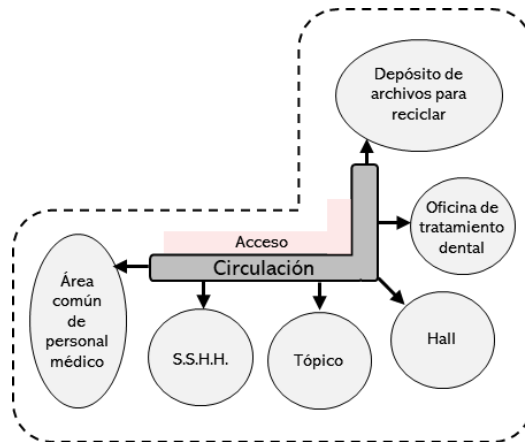 Depósito de
archivos para
reciclar
Oficina de
tratamiento
dental
Acceso
Circulación
Área
común
de
personal
médico
S.S.H.H.
Tópico
Hall